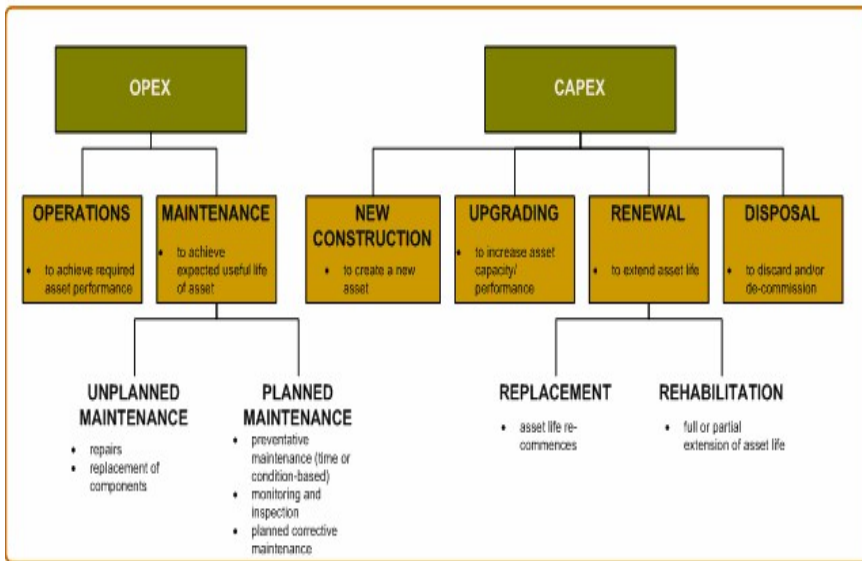 OPEX
CAPEX
OPERATIONS
• to achieve required
asset performance
MAINTENANCE
• to achieve
expected useful life
of asset
NEW
CONSTRUCTION
• to create a new
asset
UPGRADING
• to increase asset
capacity/
performance
RENEWAL
• to extend asset life
DISPOSAL
• to discard and/or
de-commission
UNPLANNED
MAINTENANCE
• repairs
• replacement of
components
PLANNED
MAINTENANCE
• preventative
maintenance (time or
condition-based)
• monitoring and
inspection
• planned corrective
maintenance
REPLACEMENT
• asset life re-
commences
REHABILITATION
• full or partial
extension of asset life